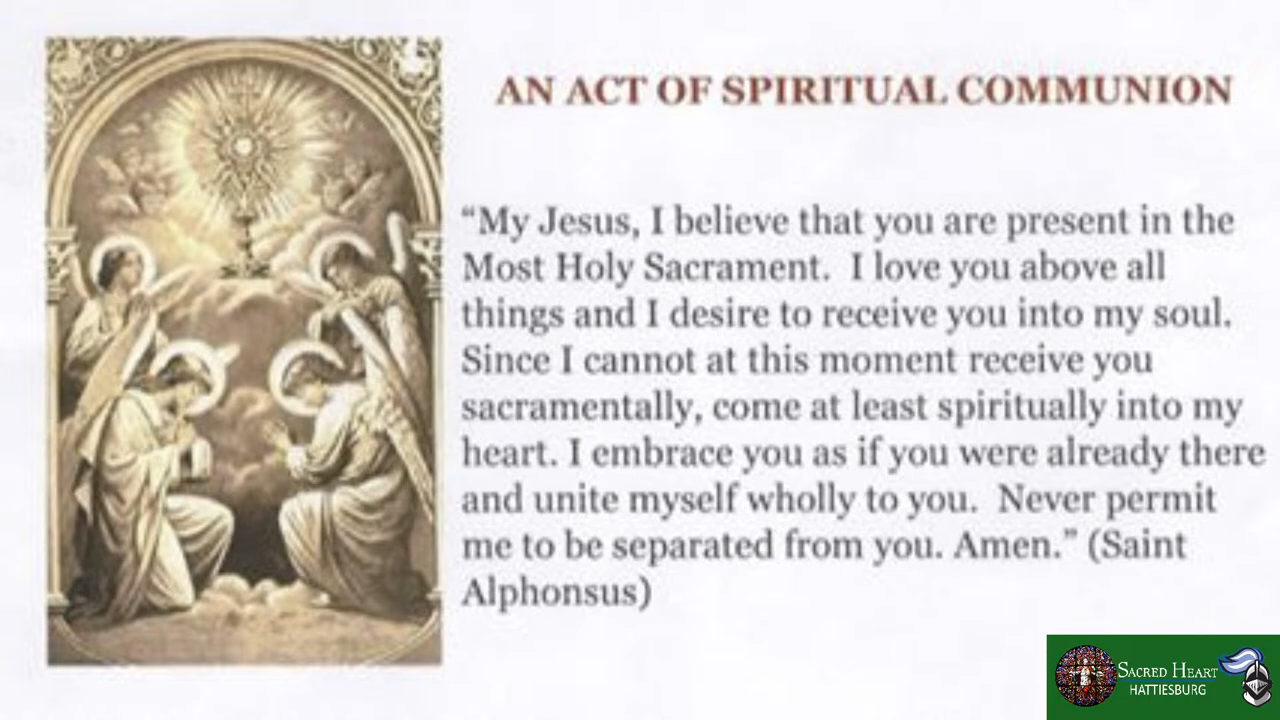 AN ACT OF SPIRITUAL COMMUNION
“My Jesus, I believe that you are present in the
Most Holy Sacrament.  I love you above all
things and I desire to receive you into my soul.
Since I cannot at this moment receive you
sacramentally, come at least spiritually into my
heart. I embrace you as if you were already there
and unite myself wholly to you.  Never permit
me to be separated from you. Amen.” (Saint
Alphonsus)
SACRED HEART
HATTIESBURG